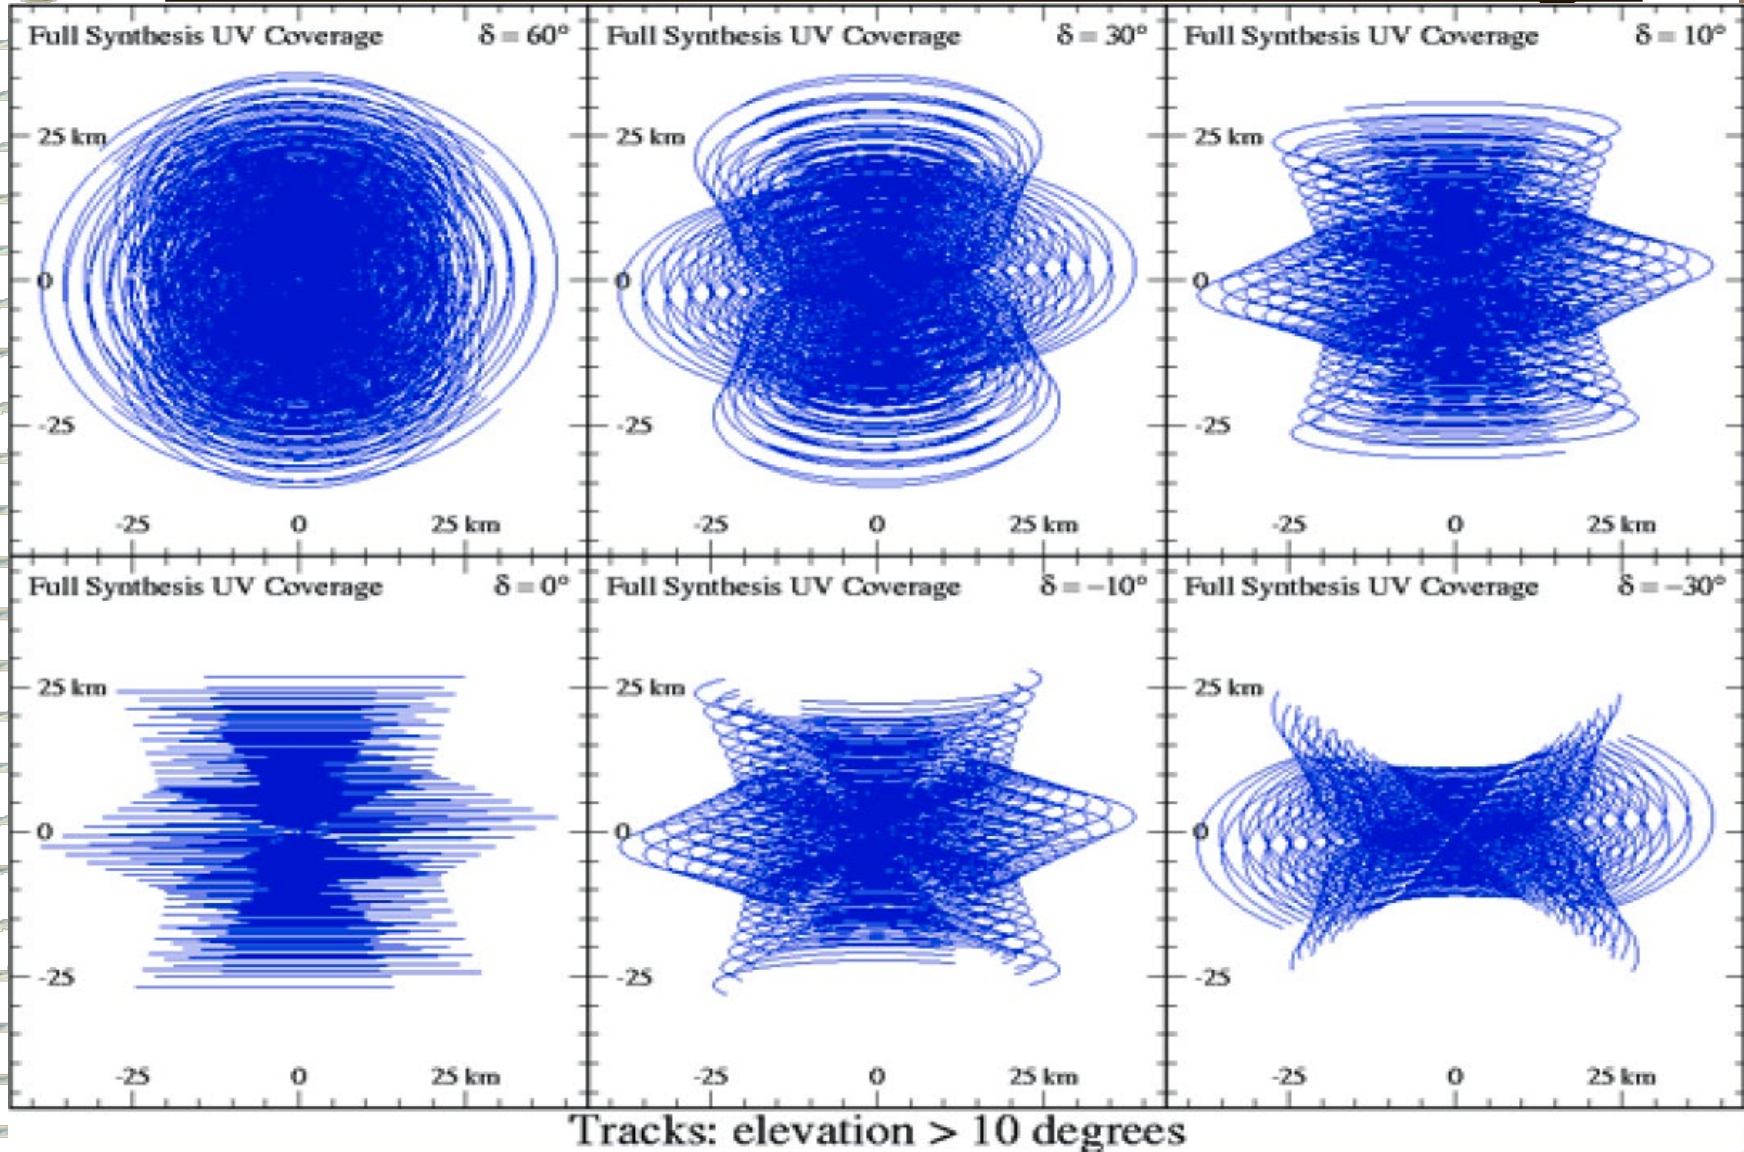 Full Synthesis UV Coverage δ = 60°
25 km
0
-25
-25 0 25 km
Full Synthesis UV Coverage δ = 30°
25 km
0
-25
-25 0 25 km
Full Synthesis UV Coverage δ = 10°
25 km
0
-25
-25 0 25 km
Full Synthesis UV Coverage δ = 0°
25 km
0
-25
-25 0 25 km
Full Synthesis UV Coverage δ = −10°
25 km
0
-25
-25 0 25 km
Full Synthesis UV Coverage δ = −30°
25 km
0
-25
-25 0 25 km
Tracks: elevation > 10 degrees